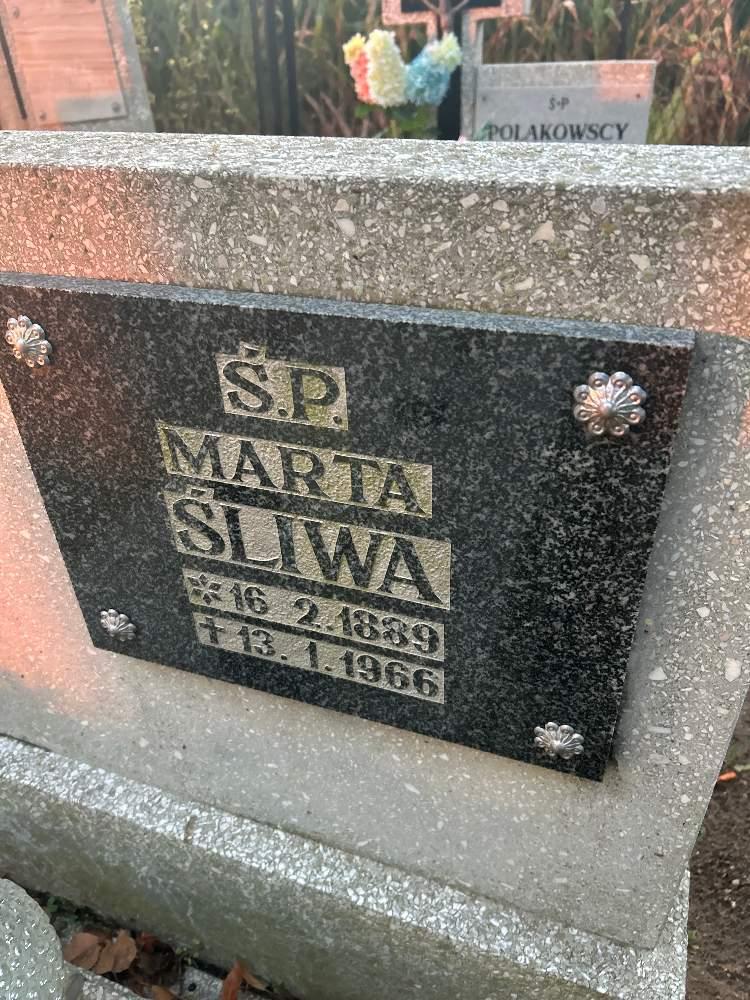 Ś·P
POLAKOWSCY
Ś.P.
MARTA
ŚLIWA
* 16 2.1889
† 13.1.1966